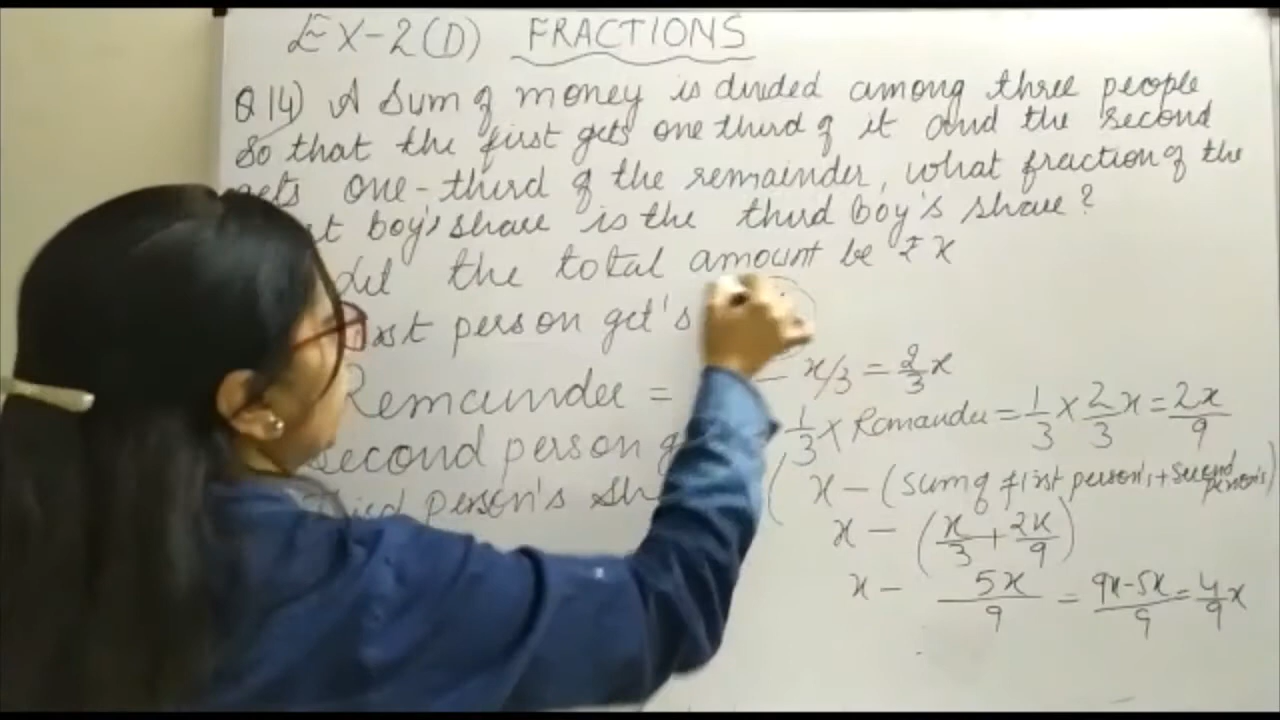 EX-2(D) FRACTIONS
Q14) A sum of money is divided among three people
so that the first gets one third of it and the second
gets one-third of the remainder, what fraction of the
boy's share is the third boy's share?
Let the total amount be ₹ x
person get's
Remainder = - x/3 = 2/3 x
Second person 1/3 × Remainder = 1/3 × 2/3 x = 2x/9
Third person's ( x - (sum of first person's + second person's)
x - (x/3 + 2x/9)
x - 5x/9 = 9x-5x/9 = 4/9 x